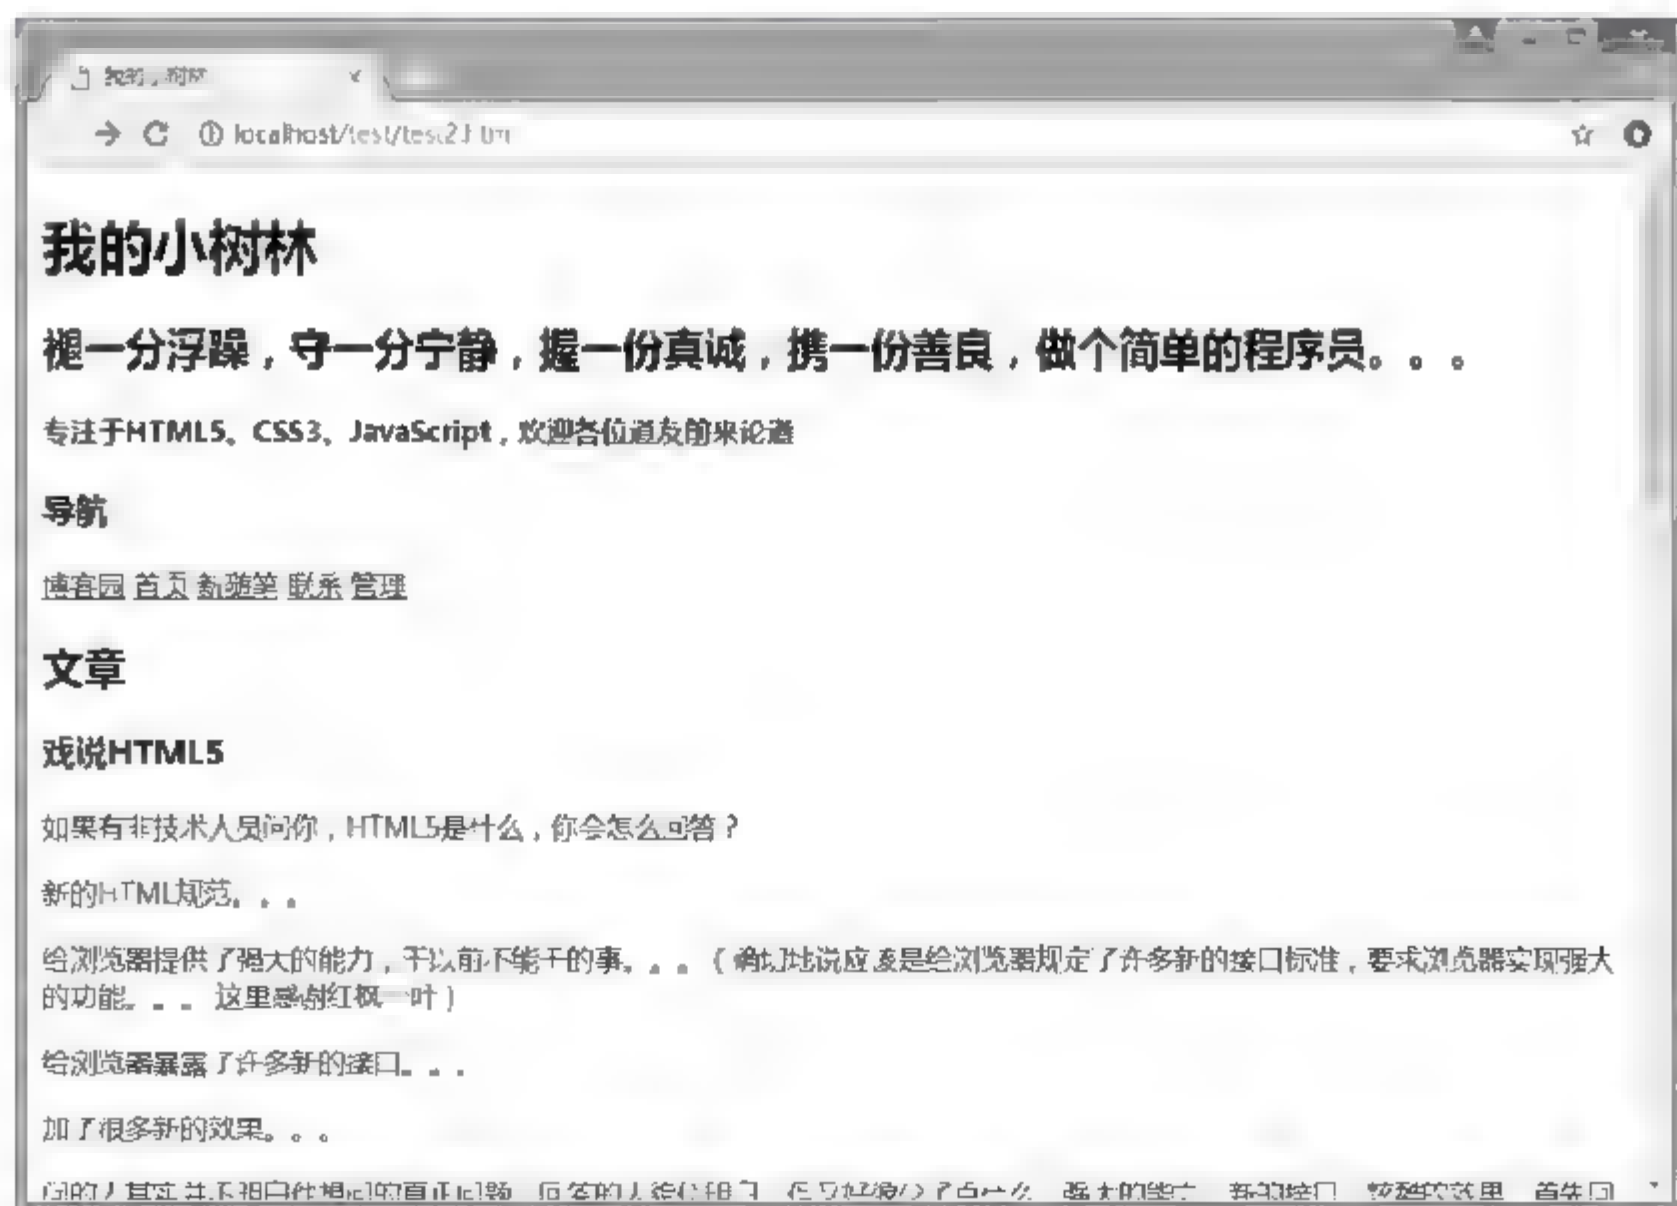 我的小树林
localhost/test/test2
我的小树林
褪一分浮躁，守一分宁静，握一份真诚，携一份善良，做个简单的程序员。。。
专注于HTML5、CSS3、JavaScript，欢迎各位道友前来论道
导航
博客园 首页 新随笔 联系 管理
文章
戏说HTML5
如果有非技术人员问你，HTML5是什么，你会怎么回答？
新的HTML规范。。。
给浏览器提供了强大的能力，干以前不能干的事。。。（确切地说应该是给浏览器规定了许多新的接口标准，要求浏览器实现强大
的功能。。。 这里感谢红枫一叶）
给浏览器暴露了许多新的接口。。。
加了很多新的效果。。。